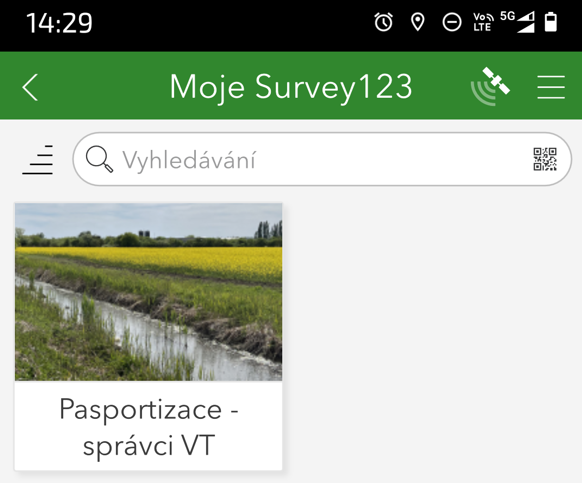 14:29
Vo))
LTE
5G
Moje Survey123
Vyhledávání
Pasportizace -
správci VT